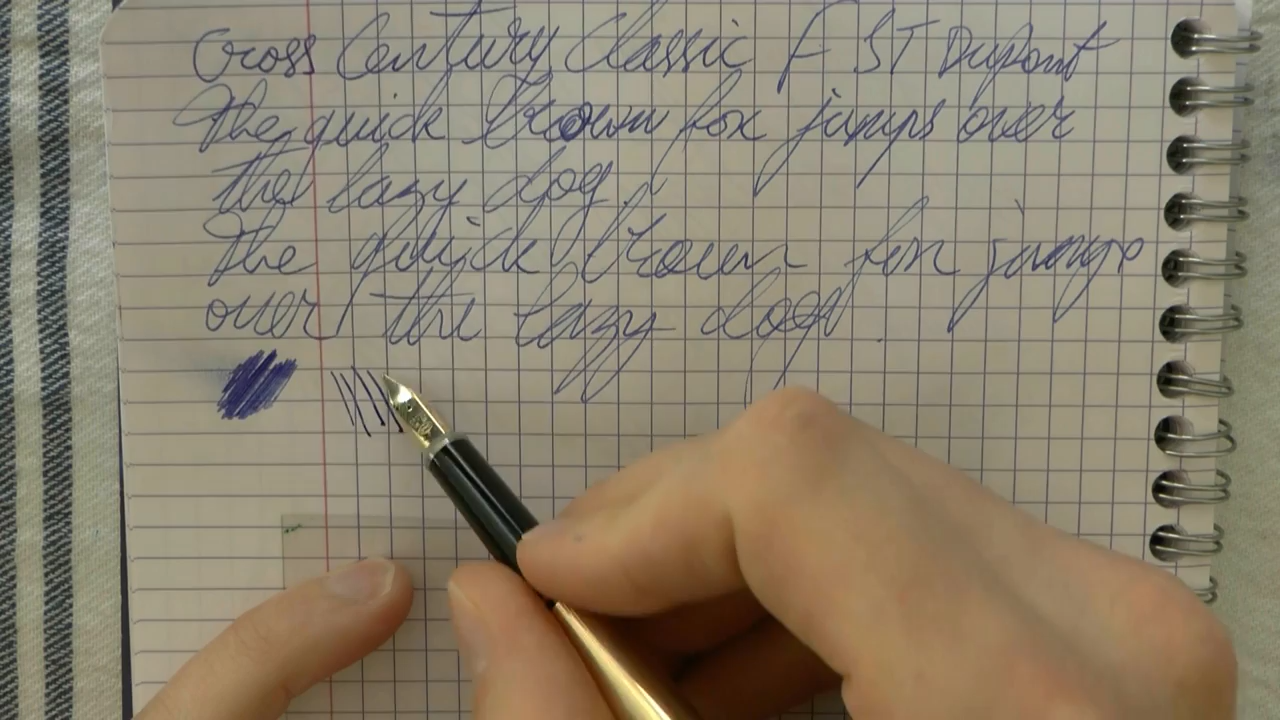 Cross Century Classic F ST Dupont
The quick brown fox jumps over
the lazy dog
The quick brown fox jumps
over the lazy dog.